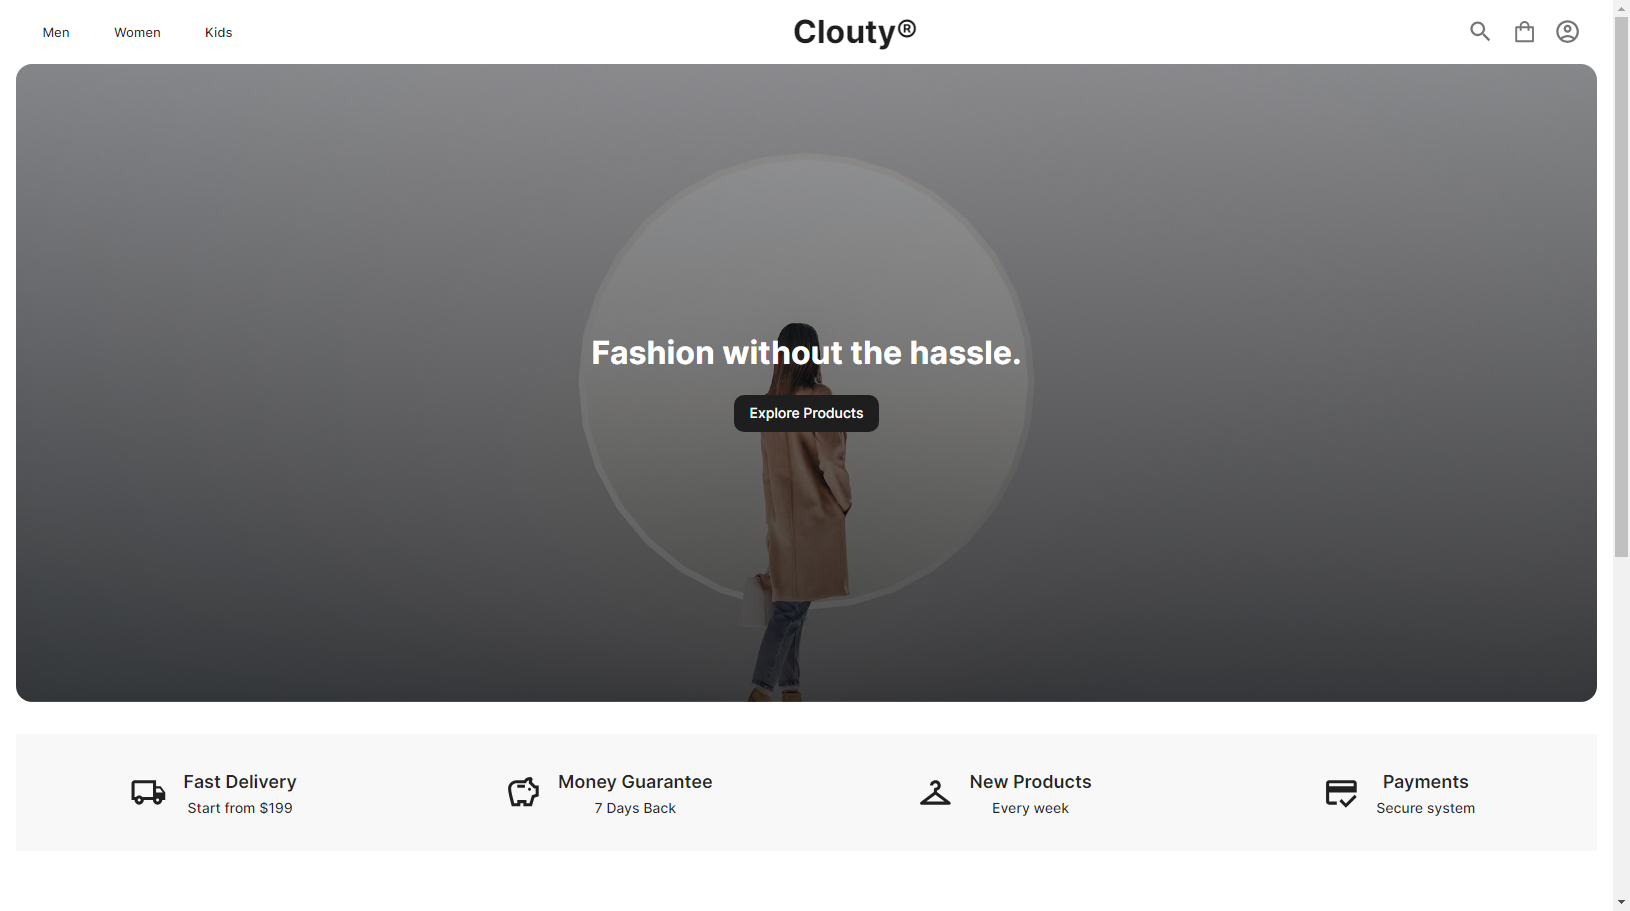 Men
Women
Kids
Clouty®
Fashion without the hassle.
Explore Products
Fast Delivery
Start from $199
Money Guarantee
7 Days Back
New Products
Every week
Payments
Secure system